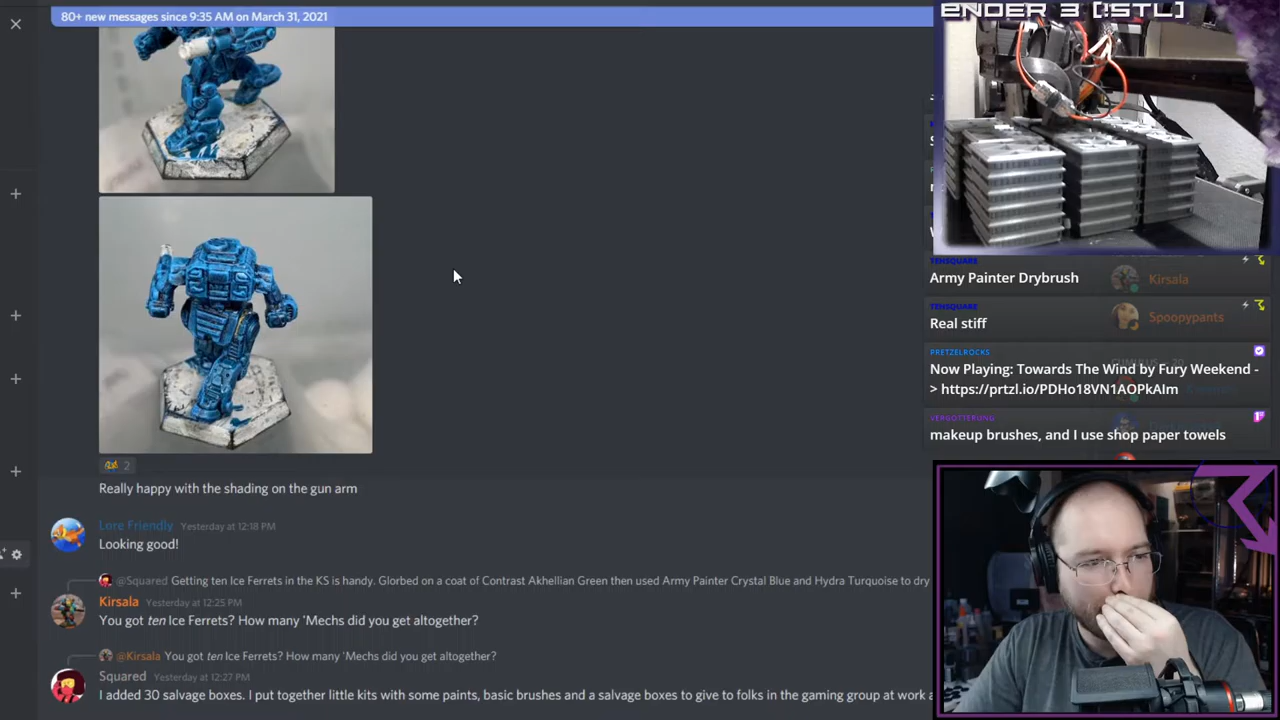 80+ new messages since 9:35 AM on March 31, 2021
ENDER 3 [!STL]
TENSQUARE
Army Painter Drybrush
Kirsala
TENSQUARE
Real stiff
Spoopypants
PRETZELROCKS
Now Playing: Towards The Wind by Fury Weekend -
> https://prtzl.io/PDHo18VN1AOPkAIm
VERGOTTERUNG
makeup brushes, and I use shop paper towels
2
Really happy with the shading on the gun arm
Lore Friendly Yesterday at 12:18 PM
Looking good!
@Squared Getting ten Ice Ferrets in the KS is handy. Glorbed on a coat of Contrast Akhellian Green then used Army Painter Crystal Blue and Hydra Turquoise to dry
Kirsala Yesterday at 12:25 PM
You got ten Ice Ferrets? How many 'Mechs did you get altogether?
@Kirsala You got ten Ice Ferrets? How many 'Mechs did you get altogether?
Squared Yesterday at 12:27 PM
I added 30 salvage boxes. I put together little kits with some paints, basic brushes and a salvage boxes to give to folks in the gaming group at work a